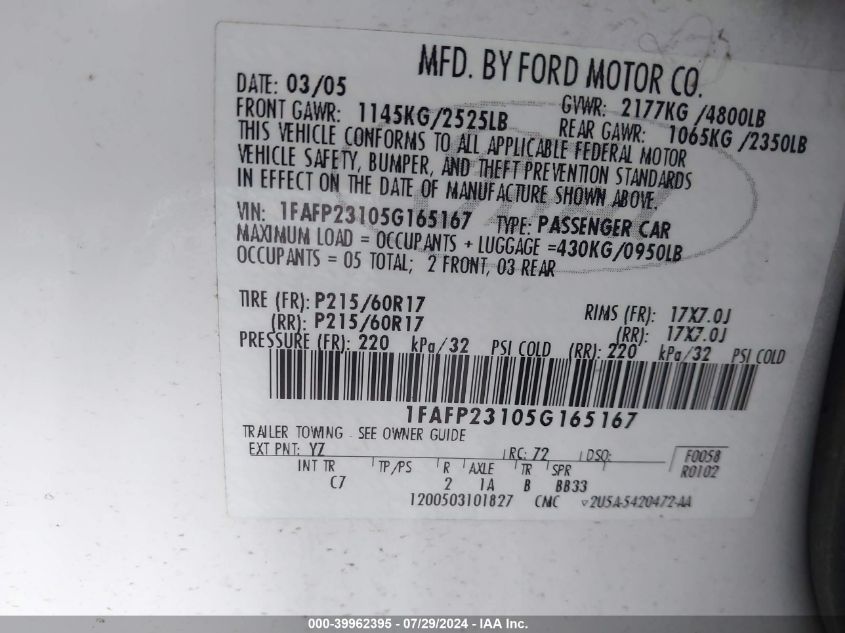 MFD. BY FORD MOTOR CO.
DATE: 03/05 GVWR: 2177KG /4800LB
FRONT GAWR: 1145KG/2525LB REAR GAWR: 1065KG /2350LB
THIS VEHICLE CONFORMS TO ALL APPLICABLE FEDERAL MOTOR
VEHICLE SAFETY, BUMPER, AND THEFT PREVENTION STANDARDS
IN EFFECT ON THE DATE OF MANUFACTURE SHOWN ABOVE.
VIN: 1FAFP23105G165167 TYPE: PASSENGER CAR
MAXIMUM LOAD = OCCUPANTS + LUGGAGE =430KG/0950LB
OCCUPANTS = 05 TOTAL; 2 FRONT, 03 REAR
TIRE (FR): P215/60R17 RIMS (FR): 17X7.0J
(RR): P215/60R17 (RR): 17X7.0J
PRESSURE (FR): 220 kPa/32 PSI COLD (RR): 220 kPa/32 PSI COLD
1FAFP23105G165167
TRAILER TOWING - SEE OWNER GUIDE
EXT PNT: YZ RC: 72 DSO: F0058
INT TR TP/PS R AXLE TR SPR R0102
C7 2 1A B BB33
1200503101827 CMC 2U5A-5420472-AA
000-39962395 - 07/29/2024 - IAA Inc.